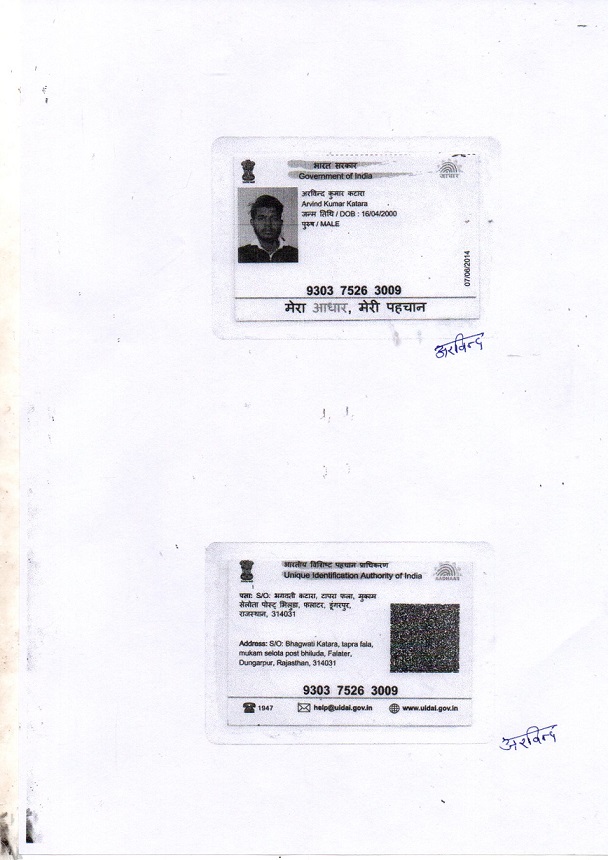 भारत सरकार
Government of India
अरविन्द कुमार कटारा
Arvind Kumar Katara
जन्म तिथि / DOB : 16/04/2000
पुरुष / MALE
07/06/2014
9303 7526 3009
मेरा आधार, मेरी पहचान
अरविन्द
भारतीय विशिष्ट पहचान प्राधिकरण
Unique Identification Authority of India
AADHAAR
पता: S/O: भगवती कटारा, टापरा फला, मुकाम
सेलोता पोस्ट् भिलुडा, फलाटर, डूंगरपुर,
राजस्थान, 314031
Address: S/O: Bhagwati Katara, tapra fala,
mukam selota post bhiluda, Falater,
Dungarpur, Rajasthan, 314031
9303 7526 3009
1947 help@uidai.gov.in www.uidai.gov.in
अरविन्द